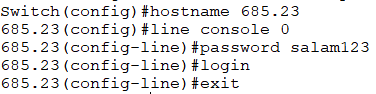 Switch(config)#hostname 685.23
685.23(config)#line console 0
685.23(config-line)#password salam123
685.23(config-line)#login
685.23(config-line)#exit